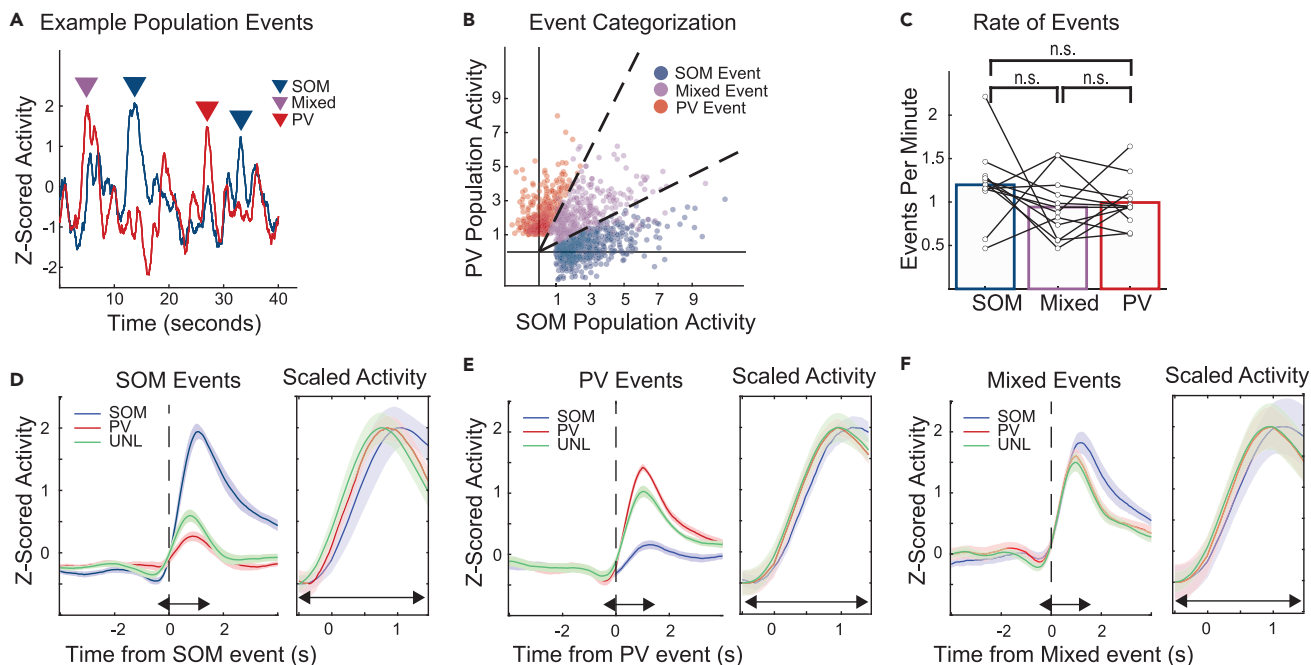 A Example Population Events
SOM
Mixed
PV
Z-Scored Activity
2
1
0
-1
-2
10 20 30 40
Time (seconds)
B Event Categorization
SOM Event
Mixed Event
PV Event
PV Population Activity
9
7
5
3
1
1 3 5 7 9
SOM Population Activity
C Rate of Events
n.s.
n.s. n.s.
Events Per Minute
2
1.5
1
0.5
SOM Mixed PV
D SOM Events Scaled Activity
SOM
PV
UNL
Z-Scored Activity
2
1
0
-2 0 2 0 1
Time from SOM event (s)
E PV Events Scaled Activity
SOM
PV
UNL
Z-Scored Activity
2
1
0
-2 0 2 0 1
Time from PV event (s)
F Mixed Events Scaled Activity
SOM
PV
UNL
Z-Scored Activity
2
1
0
-2 0 2 0 1
Time from Mixed event (s)